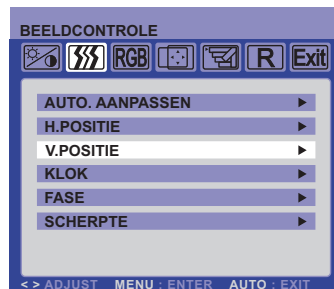 BEELDCONTROLE
RGB R Exit
AUTO. AANPASSEN
H.POSITIE
V.POSITIE
KLOK
FASE
SCHERPTE
< > ADJUST MENU : ENTER AUTO : EXIT